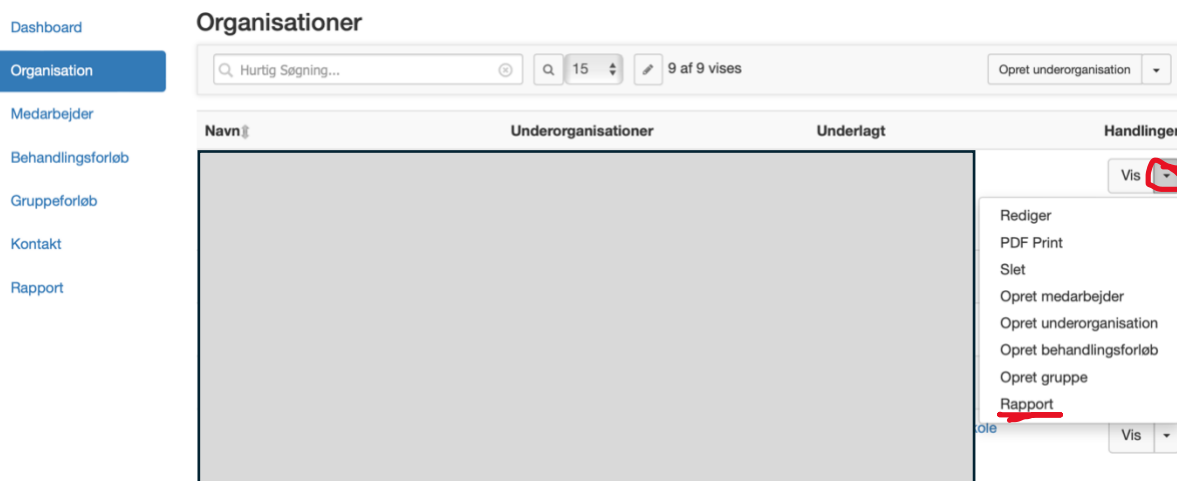 Dashboard
Organisation
Medarbejder
Behandlingsforløb
Gruppeforløb
Kontakt
Rapport
Organisationer
Hurtig Søgning...
15
9 af 9 vises
Opret underorganisation
Navn Underorganisationer Underlagt Handlinger
Vis
Rediger
PDF Print
Slet
Opret medarbejder
Opret underorganisation
Opret behandlingsforløb
Opret gruppe
Rapport
Vis